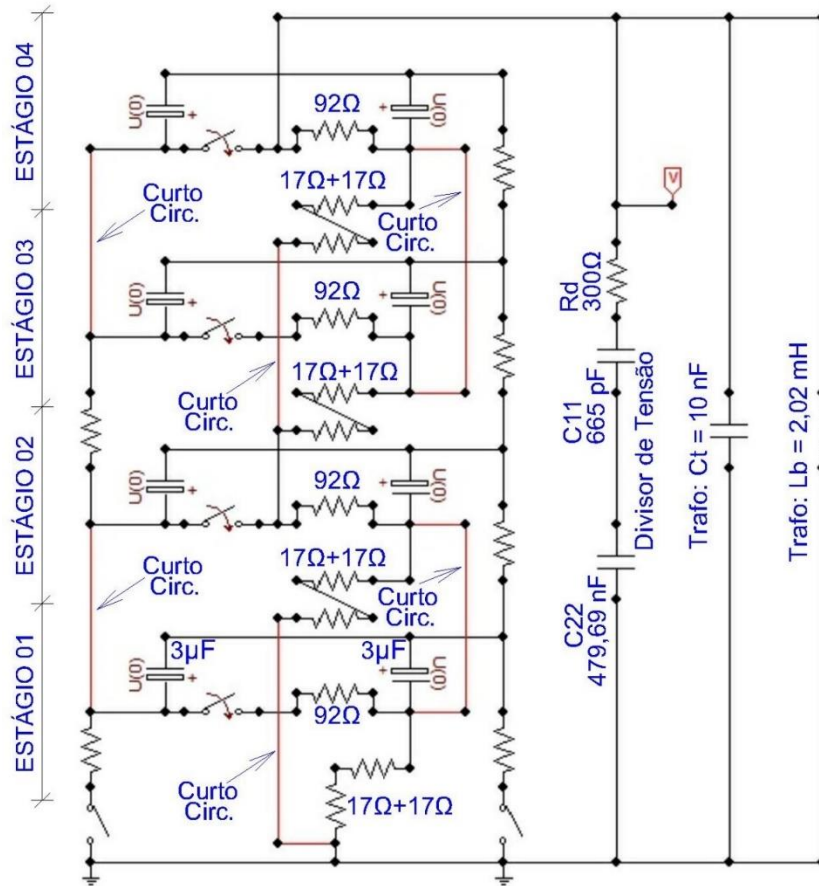 ESTÁGIO 04
U(0)
+
92Ω
+
U(0)
17Ω+17Ω
Curto
Circ.
Curto
Circ.
V
ESTÁGIO 03
U(0)
+
92Ω
+
U(0)
17Ω+17Ω
Curto
Circ.
Rd
300Ω
C11
665 pF
Divisor de Tensão
Trafo: Ct = 10 nF
Trafo: Lb = 2,02 mH
ESTÁGIO 02
U(0)
+
92Ω
+
U(0)
17Ω+17Ω
Curto
Circ.
Curto
Circ.
C22
479,69 nF
ESTÁGIO 01
3µF
U(0)
+
3µF
+
U(0)
92Ω
Curto
Circ.
17Ω+17Ω